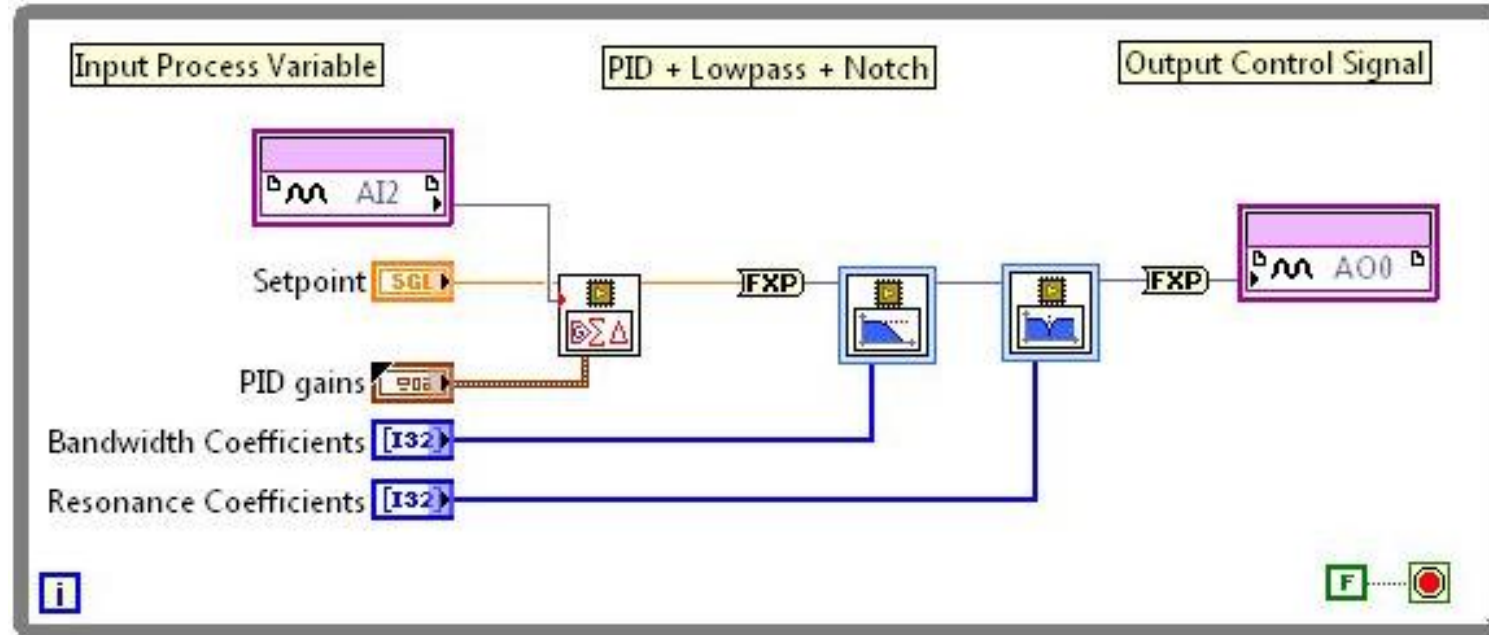 Input Process Variable
PID + Lowpass + Notch
Output Control Signal
AI2
Setpoint
SGL
FXP
FXP
AO0
PID gains
Bandwidth Coefficients
[I32]
Resonance Coefficients
[I32]
i
F